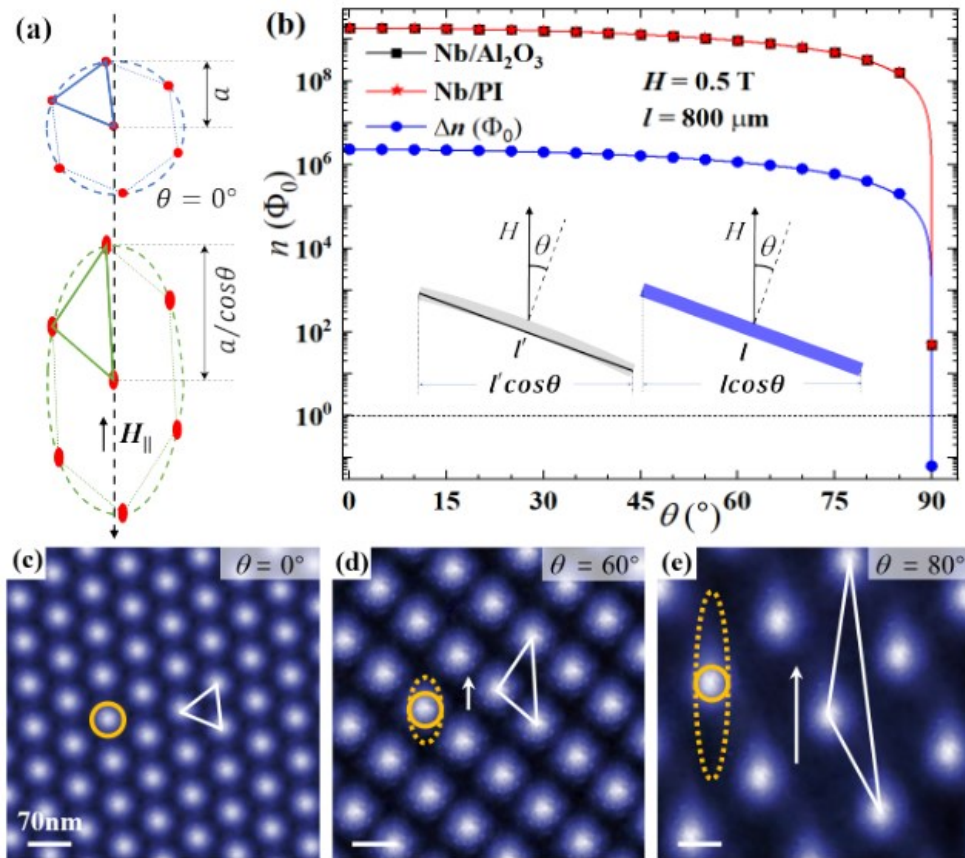 (a)
a
θ = 0°
a/cosθ
H||
(b)
n (Φ0)
10^8
10^6
10^4
10^2
10^0
Nb/Al2O3
Nb/PI
Δn (Φ0)
H = 0.5 T
l = 800 μm
H
θ
l'
l'cosθ
H
θ
l
lcosθ
0
15
30
45
60
75
90
θ (°)
(c)
θ = 0°
70nm
(d)
θ = 60°
(e)
θ = 80°